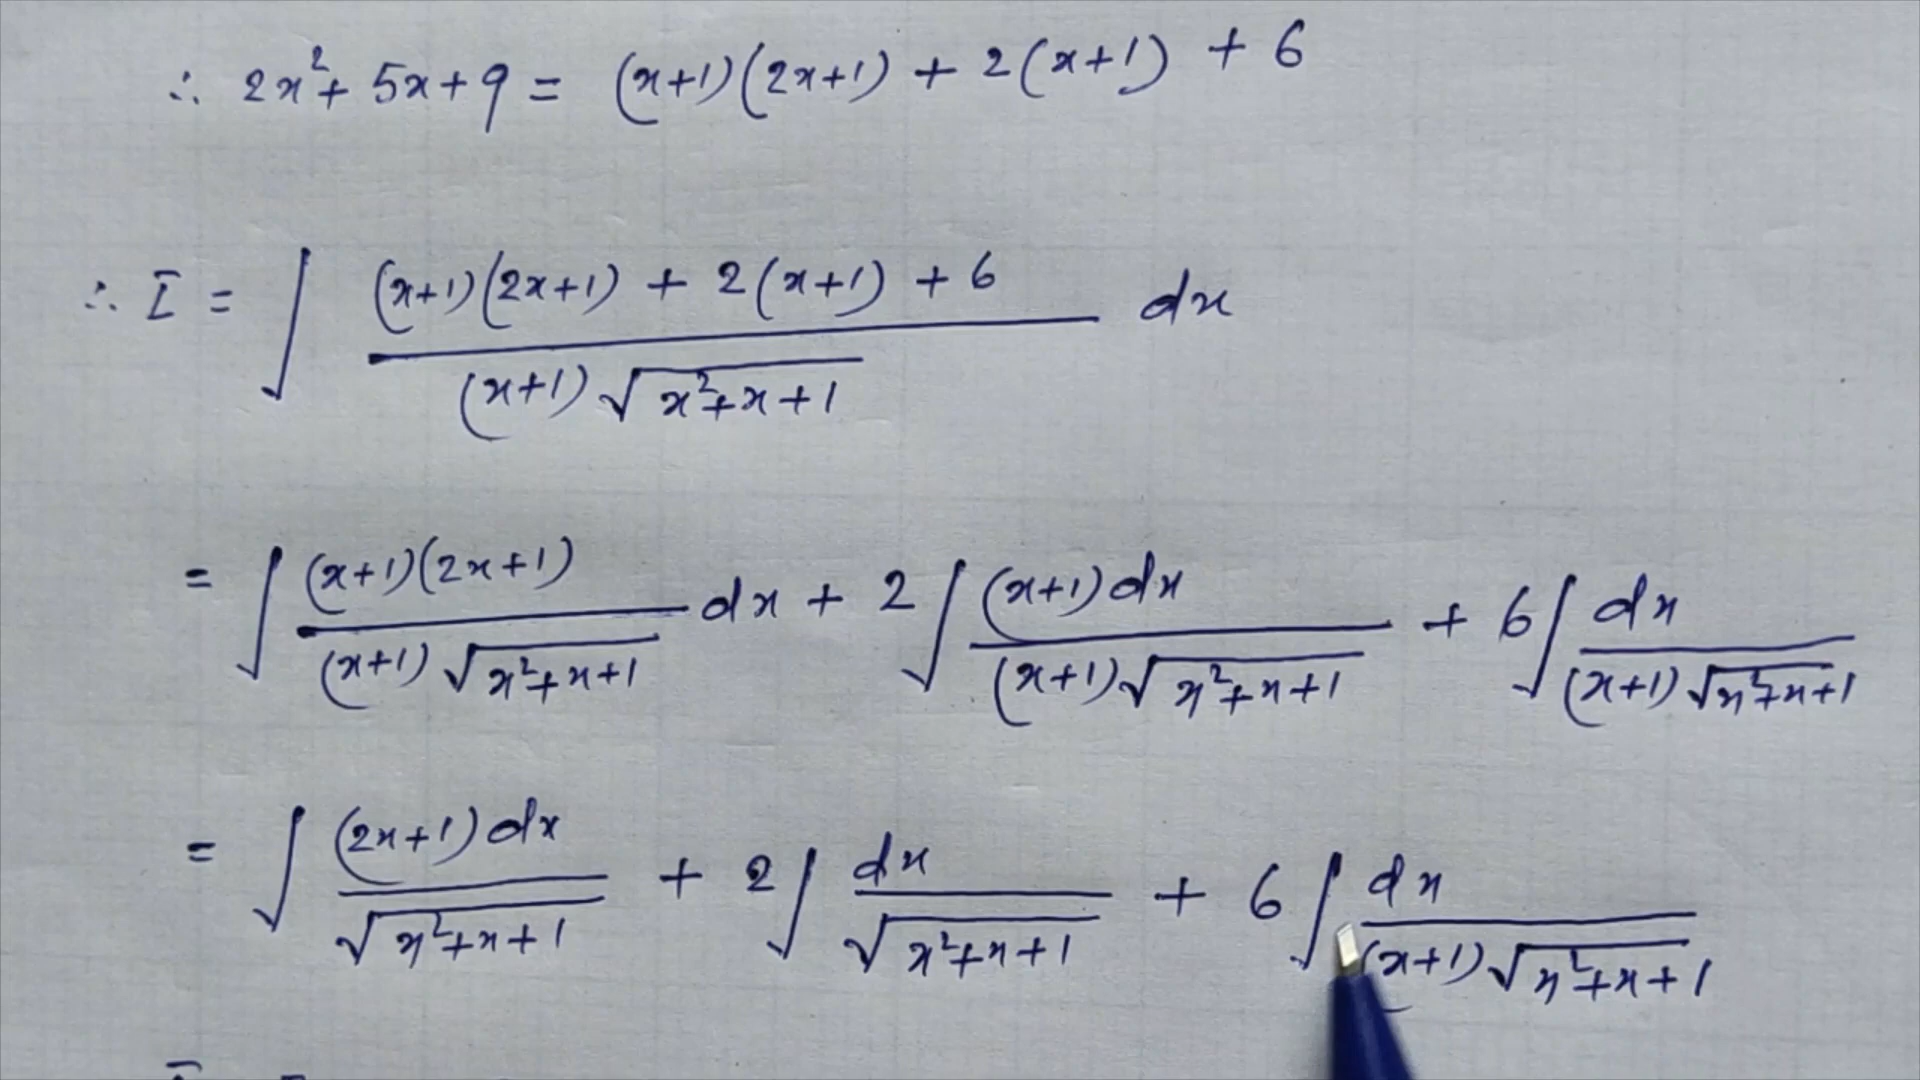 ∴ 2x²+ 5x+9 = (x+1)(2x+1) + 2(x+1) + 6
∴ I = ∫ (x+1)(2x+1) + 2(x+1) + 6 / (x+1)√x²+x+1 dx
= ∫ (x+1)(2x+1) / (x+1)√x²+x+1 dx + 2∫ (x+1)dx / (x+1)√x²+x+1 + 6∫ dx / (x+1)√x²+x+1
= ∫ (2x+1)dx / √x²+x+1 + 2∫ dx / √x²+x+1 + 6∫ dx / (x+1)√x²+x+1